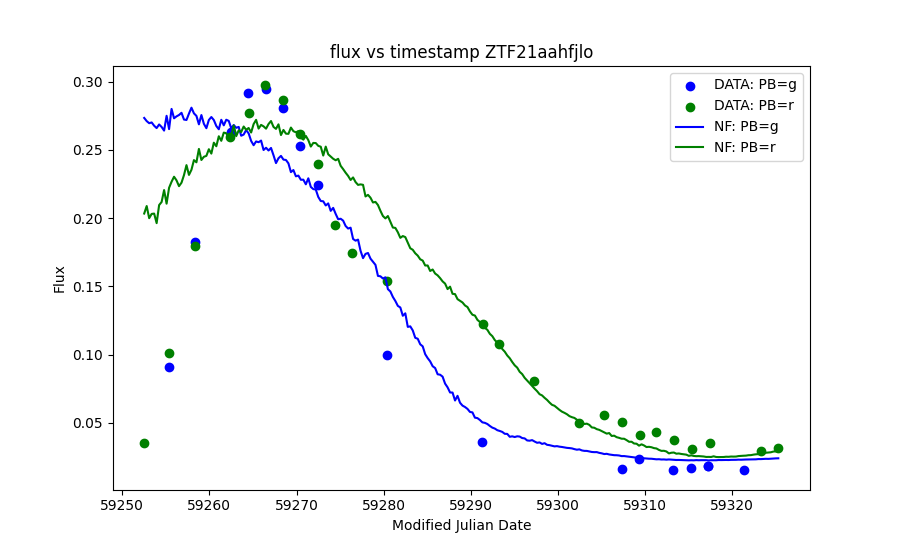 flux vs timestamp ZTF21aahfjlo
DATA: PB=g
DATA: PB=r
NF: PB=g
NF: PB=r
0.30
0.25
0.20
0.15
0.10
0.05
Flux
59250
59260
59270
59280
59290
59300
59310
59320
Modified Julian Date